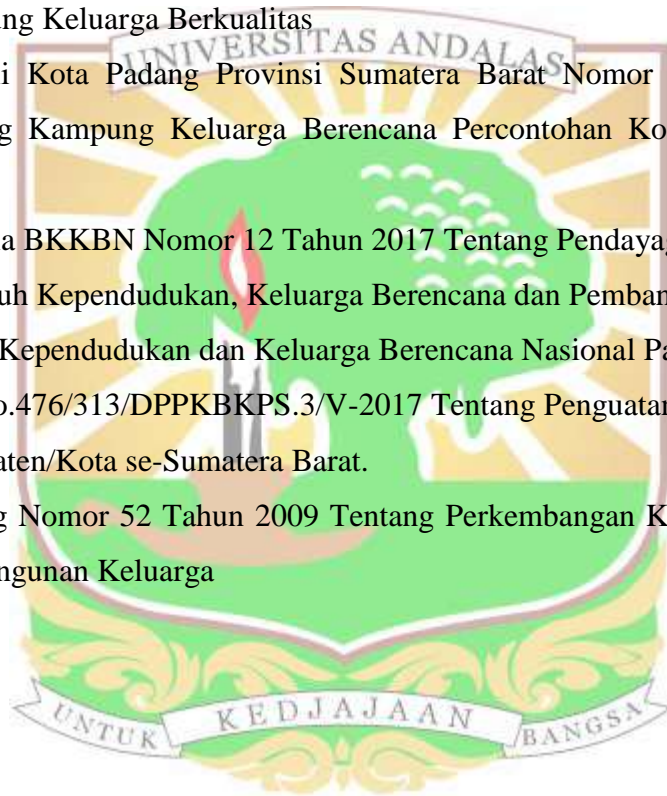 ung Keluarga Berkualitas
UNIVERSITAS ANDALAS
i Kota Padang Provinsi Sumatera Barat Nomor
g Kampung Keluarga Berencana Percontohan Ko
a BKKBN Nomor 12 Tahun 2017 Tentang Pendayag
uh Kependudukan, Keluarga Berencana dan Pemban
Kependudukan dan Keluarga Berencana Nasional Pa
o.476/313/DPPKBKPS.3/V-2017 Tentang Penguatan
aten/Kota se-Sumatera Barat.
g Nomor 52 Tahun 2009 Tentang Perkembangan K
ngunan Keluarga
UNTUK KEDJAJAAN BANGSA